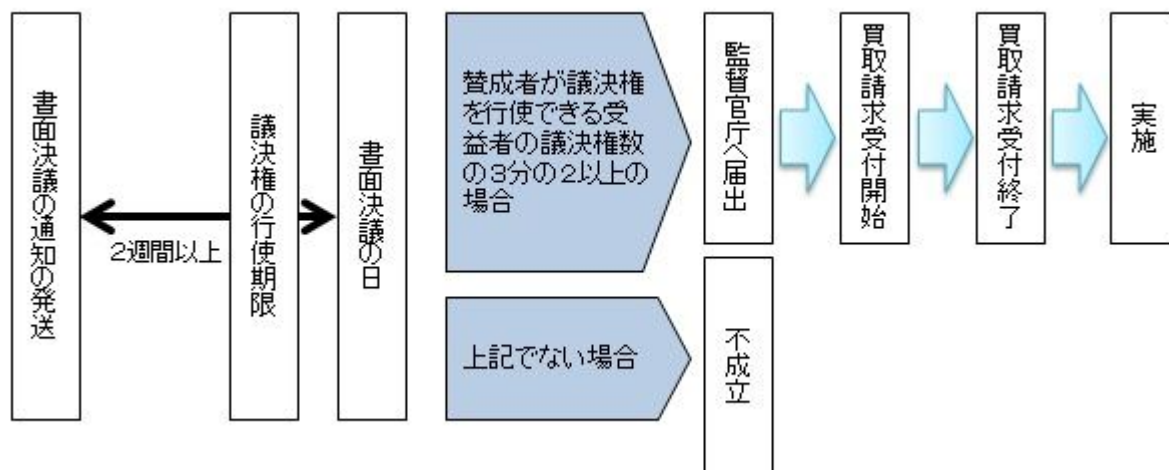 書面決議の通知の発送
2週間以上
議決権の行使期限
書面決議の日
賛成者が議決権
を行使できる受
益者の議決権数
の3分の2以上の
場合
監督官庁へ届出
買取請求受付開始
買取請求受付終了
実施
上記でない場合
不成立